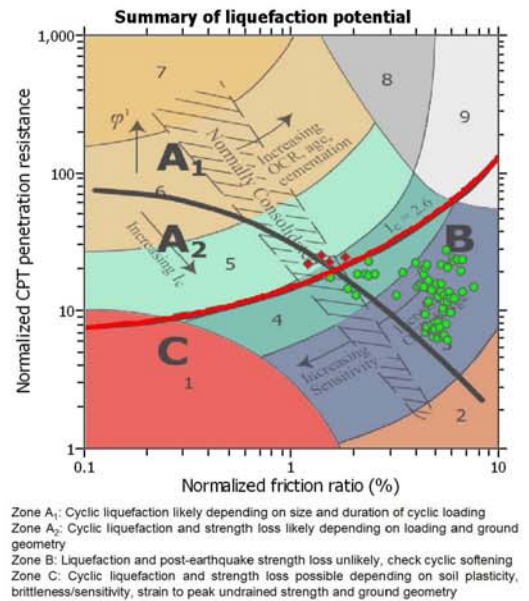 Summary of liquefaction potential
1,000
7
8
9
φ'
Increasing
OCR, age,
cementation
Normally Consolidated
100
A1
6
Ic = 2.6
A2
B
Increasing Ic
5
10
4
C
1
Increasing
Sensitivity
2
1
0.1
1
10
Normalized CPT penetration resistance
Normalized friction ratio (%)
Zone A1: Cyclic liquefaction likely depending on size and duration of cyclic loading
Zone A2: Cyclic liquefaction and strength loss likely depending on loading and ground
geometry
Zone B: Liquefaction and post-earthquake strength loss unlikely, check cyclic softening
Zone C: Cyclic liquefaction and strength loss possible depending on soil plasticity,
brittleness/sensitivity, strain to peak undrained strength and ground geometry